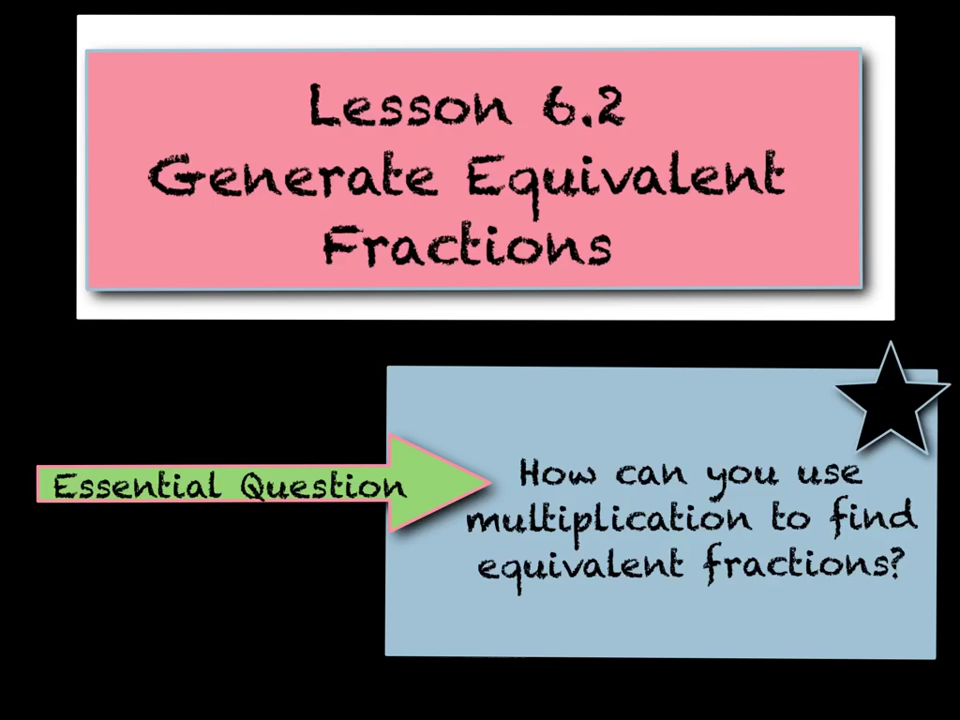 Lesson 6.2
Generate Equivalent
Fractions
Essential Question
How can you use
multiplication to find
equivalent fractions?